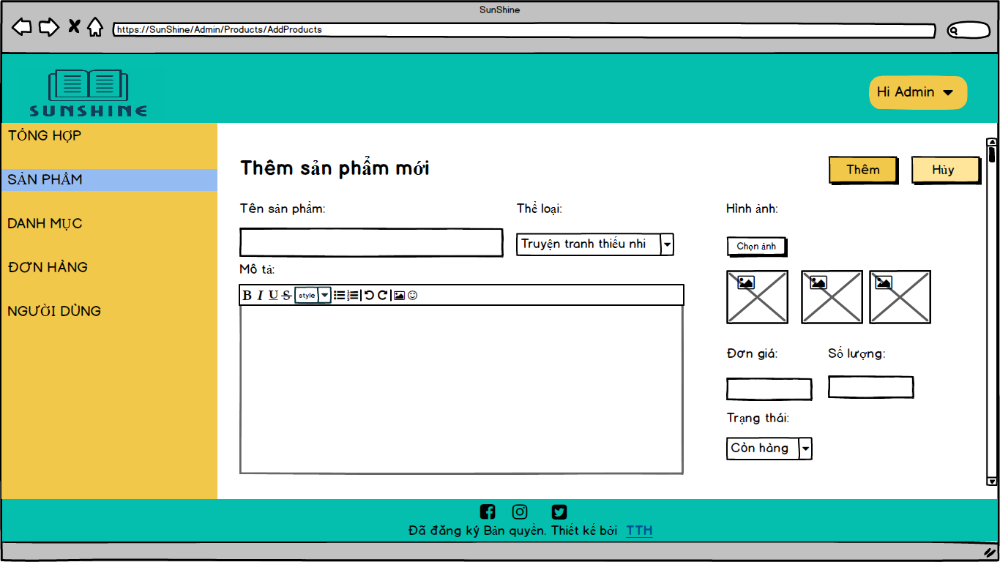 SunShine
https://SunShine/Admin/Products/AddProducts
SUNSHINE
Hi Admin
TỔNG HỢP
SẢN PHẨM
DANH MỤC
ĐƠN HÀNG
NGƯỜI DÙNG
Thêm sản phẩm mới
Thêm
Hủy
Tên sản phẩm:
Thể loại:
Hình ảnh:
Truyện tranh thiếu nhi
Chọn ảnh
Mô tả:
B I U S style
Đơn giá:
Số lượng:
Trạng thái:
Còn hàng
Đã đăng ký Bản quyền. Thiết kế bởi TTH